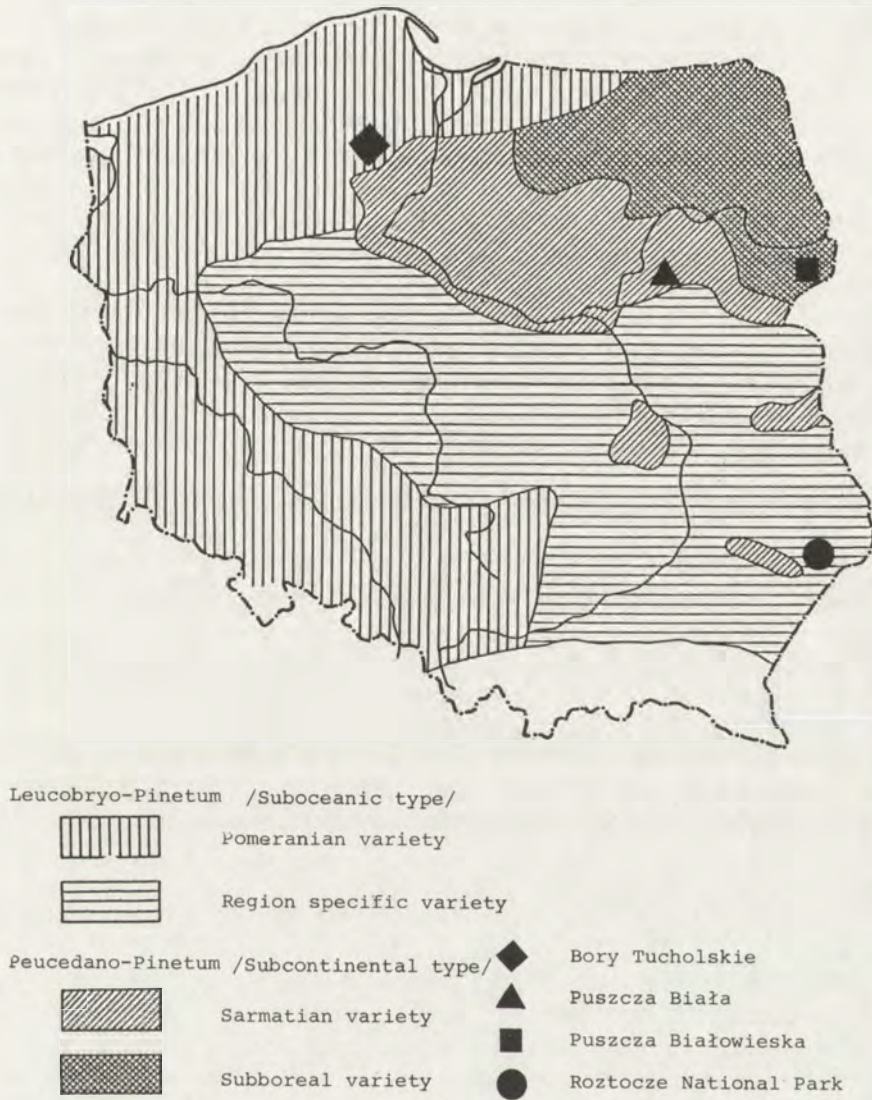 Leucobryo-Pinetum /Suboceanic type/
Pomeranian variety
Region specific variety
Peucedano-Pinetum /Subcontinental type/
Sarmatian variety
Subboreal variety
Bory Tucholskie
Puszcza Biała
Puszcza Białowieska
Roztocze National Park